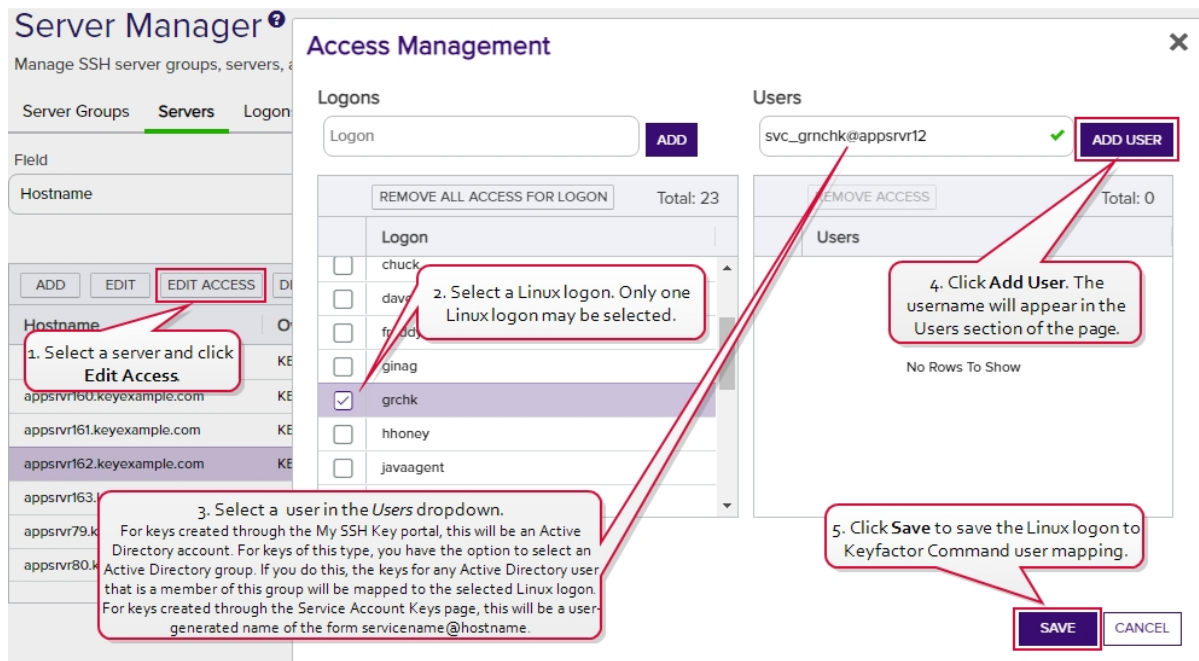 Server Manager ?
Manage SSH server groups, servers,
Server Groups Servers Logon
Field
Hostname
ADD EDIT EDIT ACCESS
Hostname
1. Select a server and click
Edit Access.
appsrvr160.keyexample.com KE
appsrvr161.keyexample.com KE
appsrvr162.keyexample.com KE
appsrvr163.
appsrvr79.k
appsrvr80.k
Access Management
Logons
Logon ADD
REMOVE ALL ACCESS FOR LOGON Total: 23
Logon
chuck
dave
freddy
ginag
grchk
hhoney
javaagent
2. Select a Linux logon. Only one
Linux logon may be selected.
Users
svc_grnchk@appsrvr12 ADD USER
REMOVE ACCESS Total: 0
Users
4. Click Add User. The
username will appear in the
Users section of the page.
No Rows To Show
3. Select a user in the Users dropdown.
For keys created through the My SSH Key portal, this will be an Active
Directory account. For keys of this type, you have the option to select an
Active Directory group. If you do this, the keys for any Active Directory user
that is a member of this group will be mapped to the selected Linux logon.
For keys created through the Service Account Keys page, this will be a user-
generated name of the form servicename@hostname.
5. Click Save to save the Linux logon to
Keyfactor Command user mapping.
SAVE CANCEL